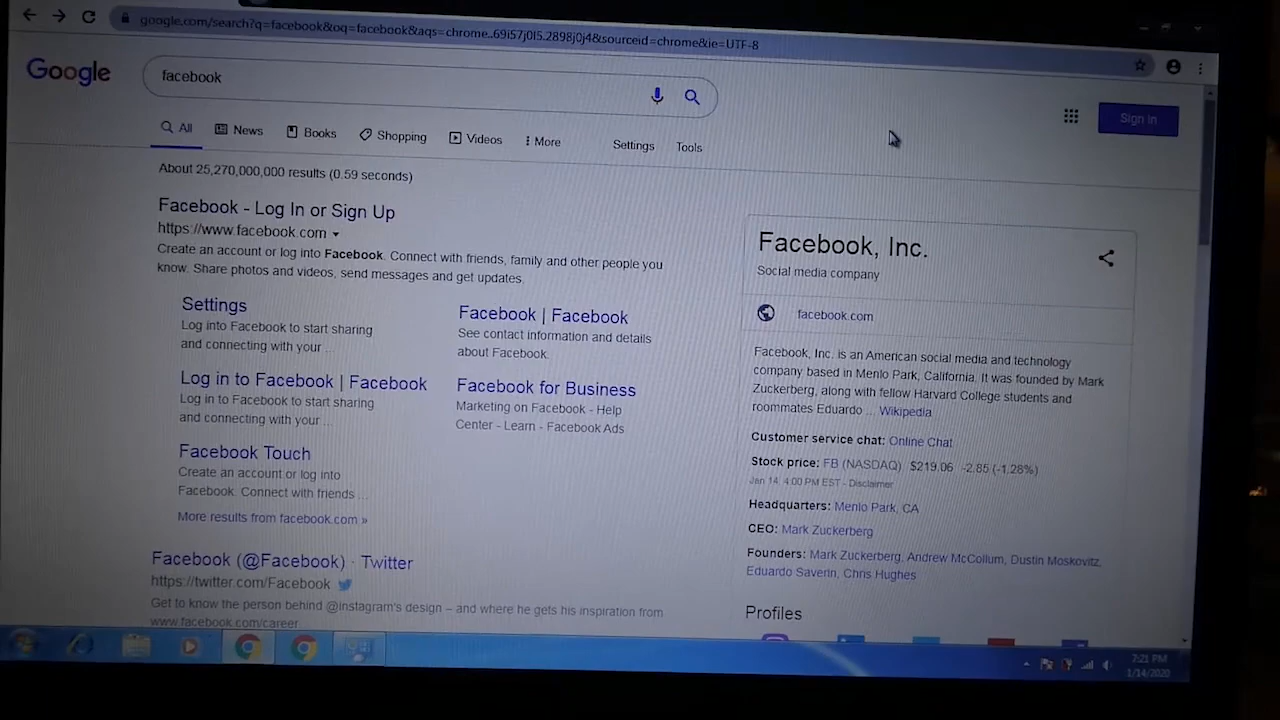 google.com/search?q=facebook&oq=facebook&aqs=chrome..69i57j0l5.2898j0j4&sourceid=chrome&ie=UTF-8
Google
facebook
Sign in
All
News
Books
Shopping
Videos
More
Settings
Tools
About 25,270,000,000 results (0.59 seconds)
Facebook - Log In or Sign Up
https://www.facebook.com
Create an account or log into Facebook. Connect with friends, family and other people you
know. Share photos and videos, send messages and get updates.
Settings
Log into Facebook to start sharing
and connecting with your ...
Facebook | Facebook
See contact information and details
about Facebook.
Log in to Facebook | Facebook
Log in to Facebook to start sharing
and connecting with your ...
Facebook for Business
Marketing on Facebook - Help
Center - Learn - Facebook Ads
Facebook Touch
Create an account or log into
Facebook. Connect with friends ...
More results from facebook.com »
Facebook (@Facebook) · Twitter
https://twitter.com/Facebook
Get to know the person behind @instagram's design – and where he gets his inspiration from
www.facebook.com/career
Facebook, Inc.
Social media company
facebook.com
Facebook, Inc. is an American social media and technology
company based in Menlo Park, California. It was founded by Mark
Zuckerberg, along with fellow Harvard College students and
roommates Eduardo ... Wikipedia
Customer service chat: Online Chat
Stock price: FB (NASDAQ) $219.06 -2.85 (-1.28%)
Jan 14, 4:00 PM EST - Disclaimer
Headquarters: Menlo Park, CA
CEO: Mark Zuckerberg
Founders: Mark Zuckerberg, Andrew McCollum, Dustin Moskovitz,
Eduardo Saverin, Chris Hughes
Profiles
7:21 PM
1/14/2020